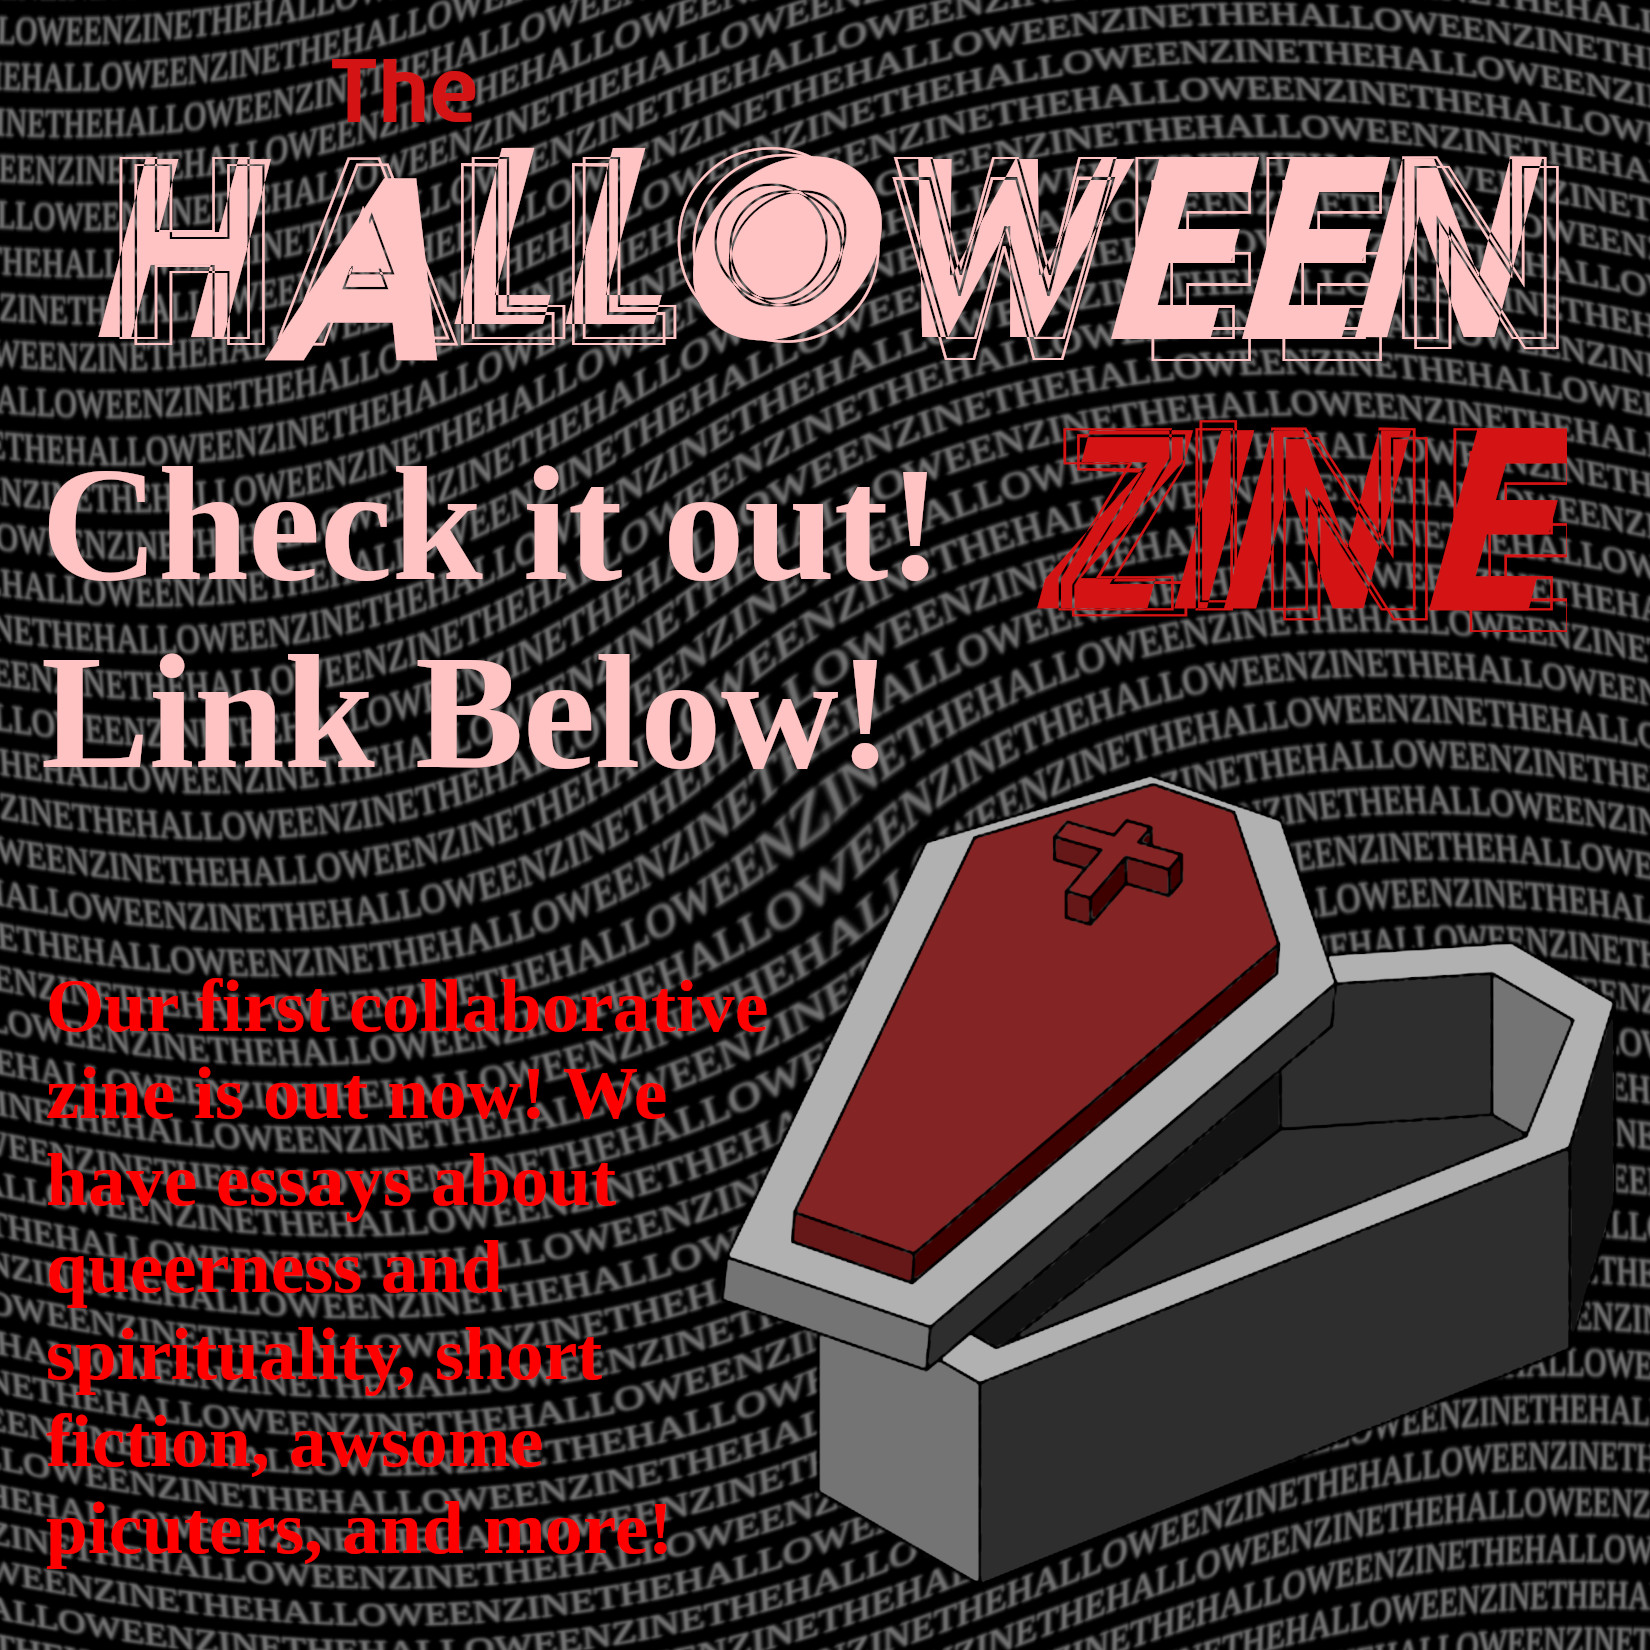 The
HALLOWEEN
ZINE
Check it out!
Link Below!
Our first collaborative
zine is out now! We
have essays about
queerness and
spirituality, short
fiction, awsome
picuters, and more!